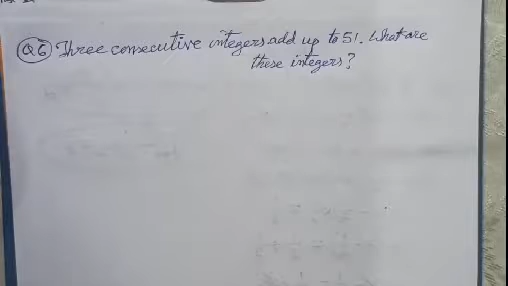 Q6 Three consecutive integers add up to 51. What are
these integers?